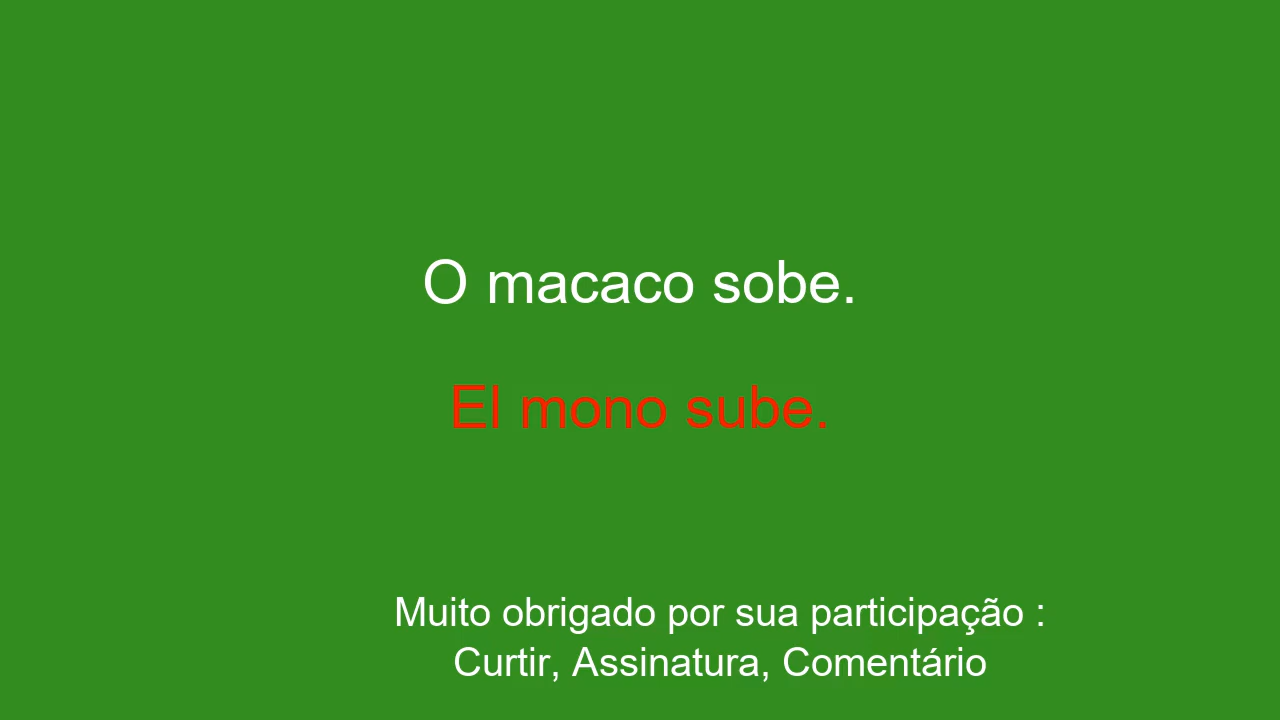 O macaco sobe.
El mono sube.
Muito obrigado por sua participação :
Curtir, Assinatura, Comentário